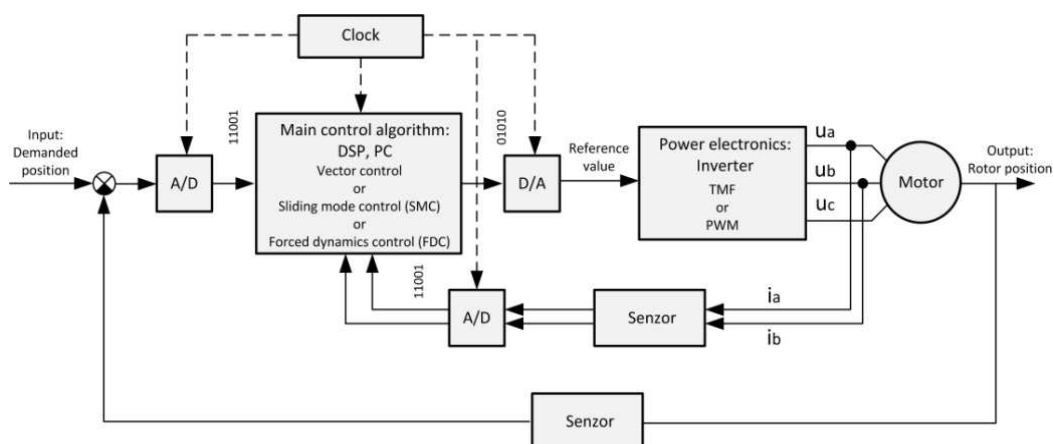 Clock
Input:
Demanded
position
A/D
11001
Main control algorithm:
DSP, PC
Vector control
or
Sliding mode control (SMC)
or
Forced dynamics control (FDC)
01010
D/A
Reference
value
Power electronics:
Inverter
TMF
or
PWM
ua
ub
uc
Motor
Output:
Rotor position
11001
A/D
Senzor
ia
ib
Senzor